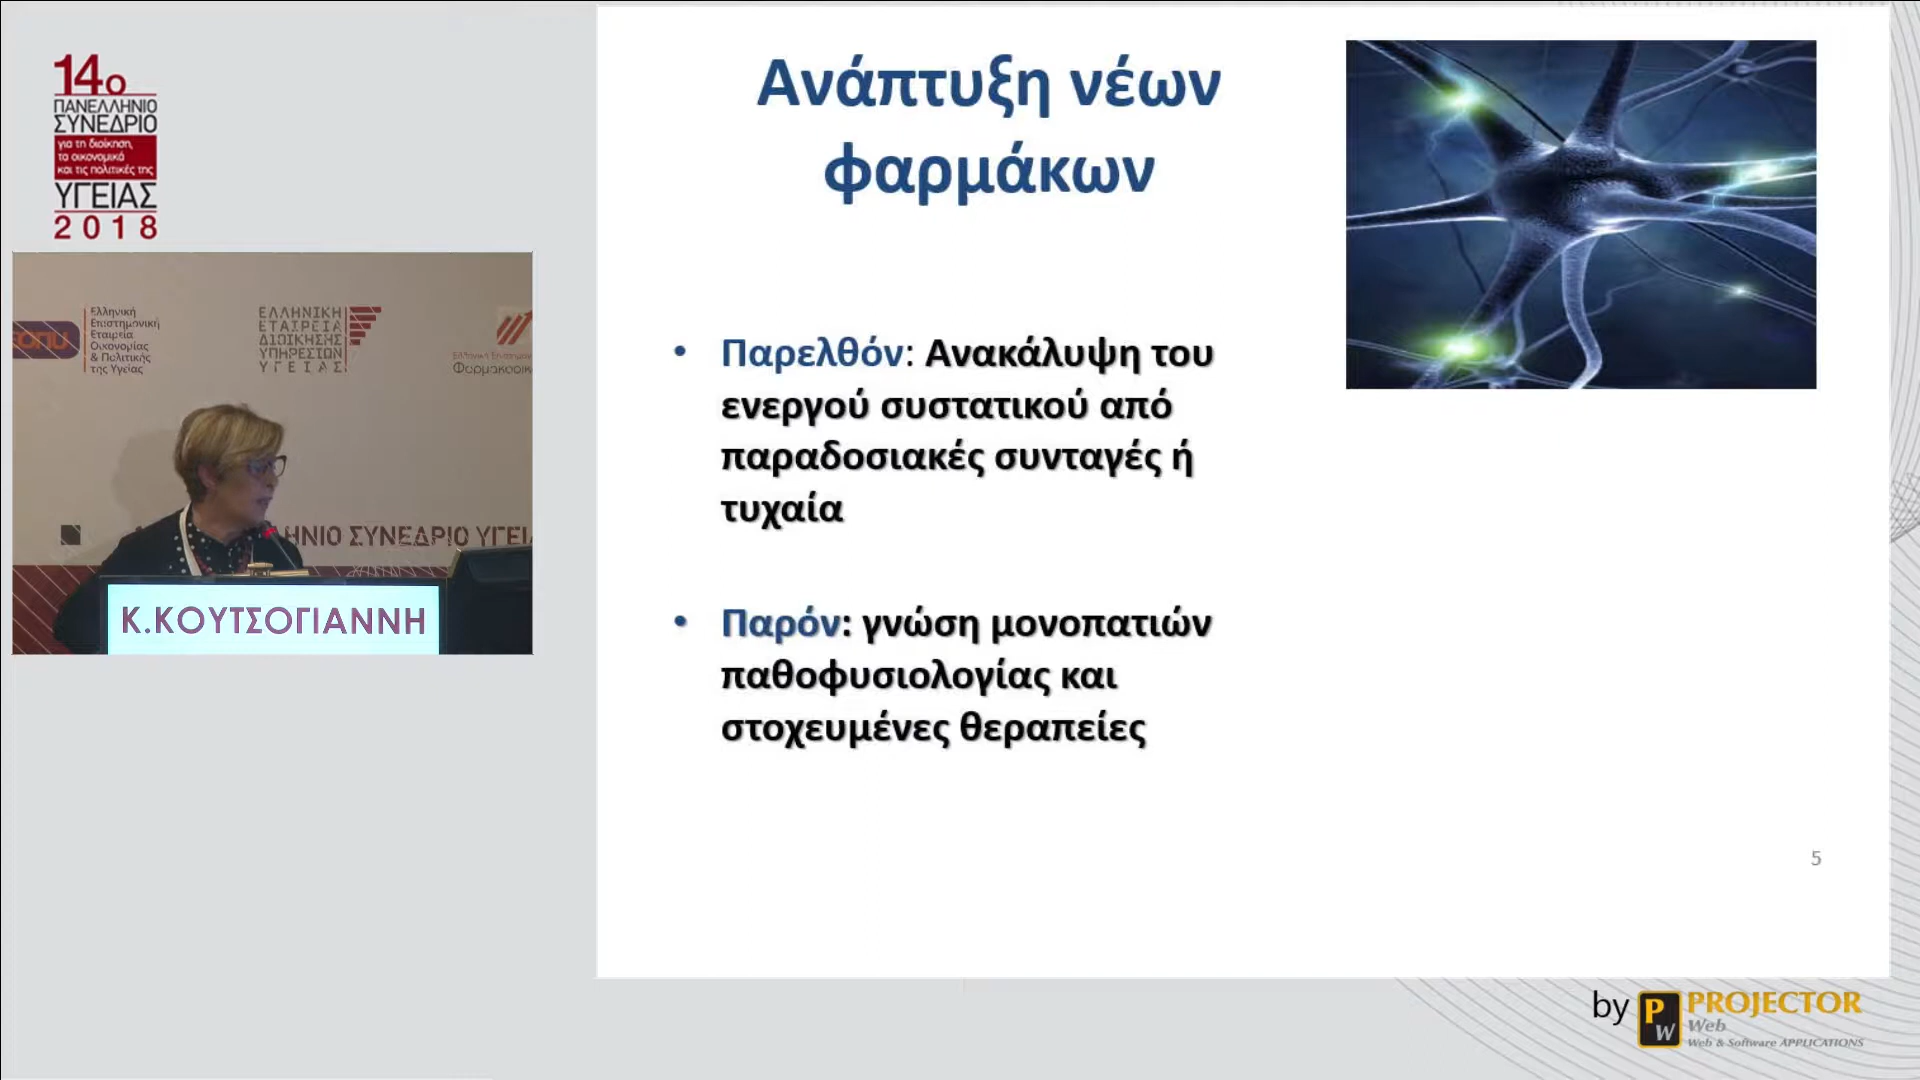 14ο
ΠΑΝΕΛΛΗΝΙΟ
ΣΥΝΕΔΡΙΟ
για τη διοίκηση,
τα οικονομικά
και τις πολιτικές της
ΥΓΕΙΑΣ
2018
Ελληνική
Επιστημονική
Εταιρεία
Οικονομίας
& Πολιτικής
της Υγείας
ΕΛΛΗΝΙΚΗ
ΕΤΑΙΡΕΙΑ
ΔΙΟΙΚΗΣΗΣ
ΥΠΗΡΕΣΙΩΝ
ΥΓΕΙΑΣ
ΣΥΝΕΔΡΙΟ
Κ.ΚΟΥΤΣΟΓΙΑΝΝΗ
Ανάπτυξη νέων
φαρμάκων
• Παρελθόν: Ανακάλυψη του
ενεργού συστατικού από
παραδοσιακές συνταγές ή
τυχαία
• Παρόν: γνώση μονοπατιών
παθοφυσιολογίας και
στοχευμένες θεραπείες
5
by PW PROJECTOR
Web
Web & Software APPLICATIONS